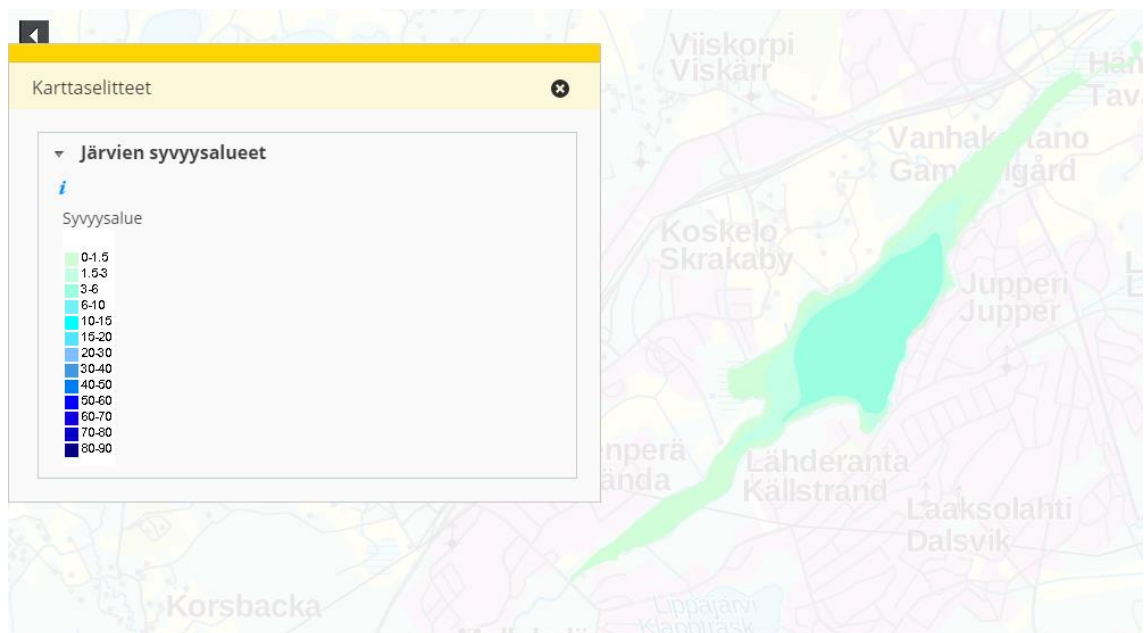 Karttaselitteet
Järvien syvyysalueet
i
Syvyysalue
0-1.5
1.5-3
3-6
6-10
10-15
15-20
20-30
30-40
40-50
50-60
60-70
70-80
80-90
Viiskorpi
Viskärr
Koskelo
Skrakaby
Jupperi
Jupper
Lähderanta
Källstrand
Laaksolahti
Dalsvik
Korsbacka
Lippajärvi
Klappträsk